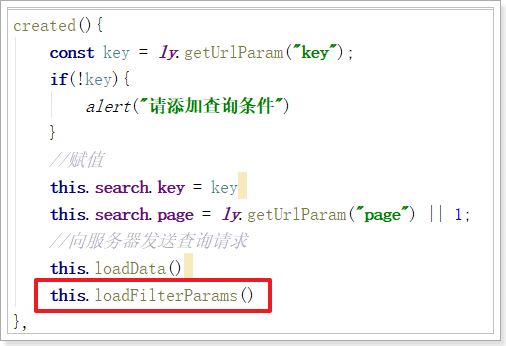 created(){
const key = ly.getUrlParam("key");
if(!key){
alert("请添加查询条件")
}
//赋值
this.search.key = key
this.search.page = ly.getUrlParam("page") || 1;
//向服务器发送查询请求
this.loadData()
this.loadFilterParams()
},